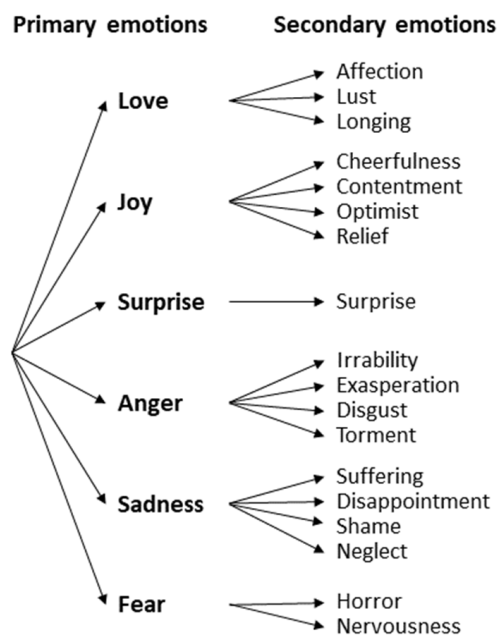 Primary emotions
Secondary emotions
Love
Affection
Lust
Longing
Joy
Cheerfulness
Contentment
Optimist
Relief
Surprise
Surprise
Anger
Irrability
Exasperation
Disgust
Torment
Sadness
Suffering
Disappointment
Shame
Neglect
Fear
Horror
Nervousness